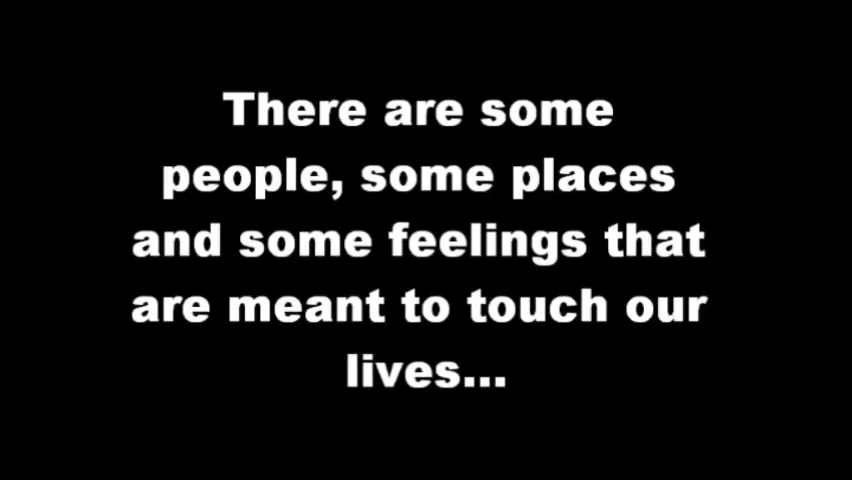 There are some
people, some places
and some feelings that
are meant to touch our
lives...